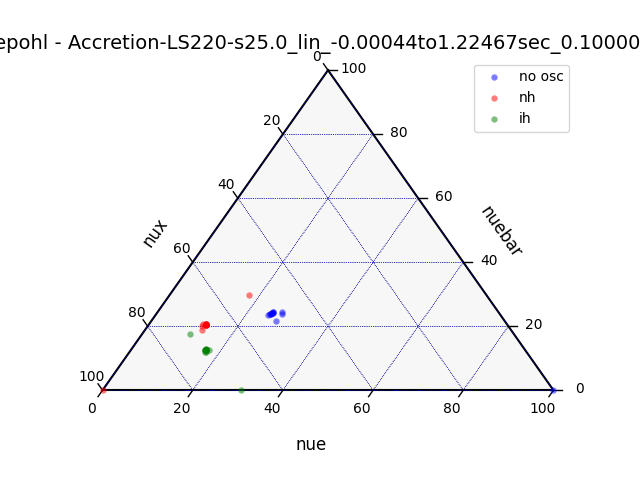 epohl - Accretion-LS220-s25.0_lin_-0.00044to1.22467sec_0.10000
0 100
no osc
nh
ih
20 80
40 60
nux
nuebar
60 40
80 20
100 0
0 20 40 60 80 100
nue